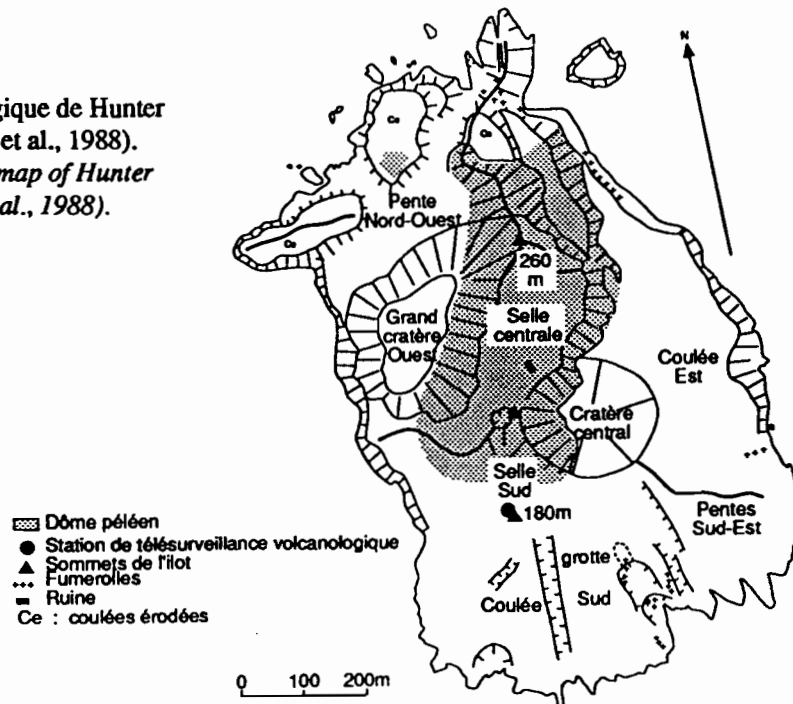 gique de Hunter
et al., 1988).
map of Hunter
al., 1988).
N
Ce
Ce
Ce
Pente
Nord-Ouest
260
m
Grand
cratère
Ouest
Selle
centrale
Coulée
Est
Cratère
central
Selle
Sud
180m
Pentes
Sud-Est
grotte
Coulée
Sud
Dôme péléen
Station de télésurveillance volcanologique
Sommets de l'ilot
Fumerolles
Ruine
Ce : coulées érodées
0 100 200m